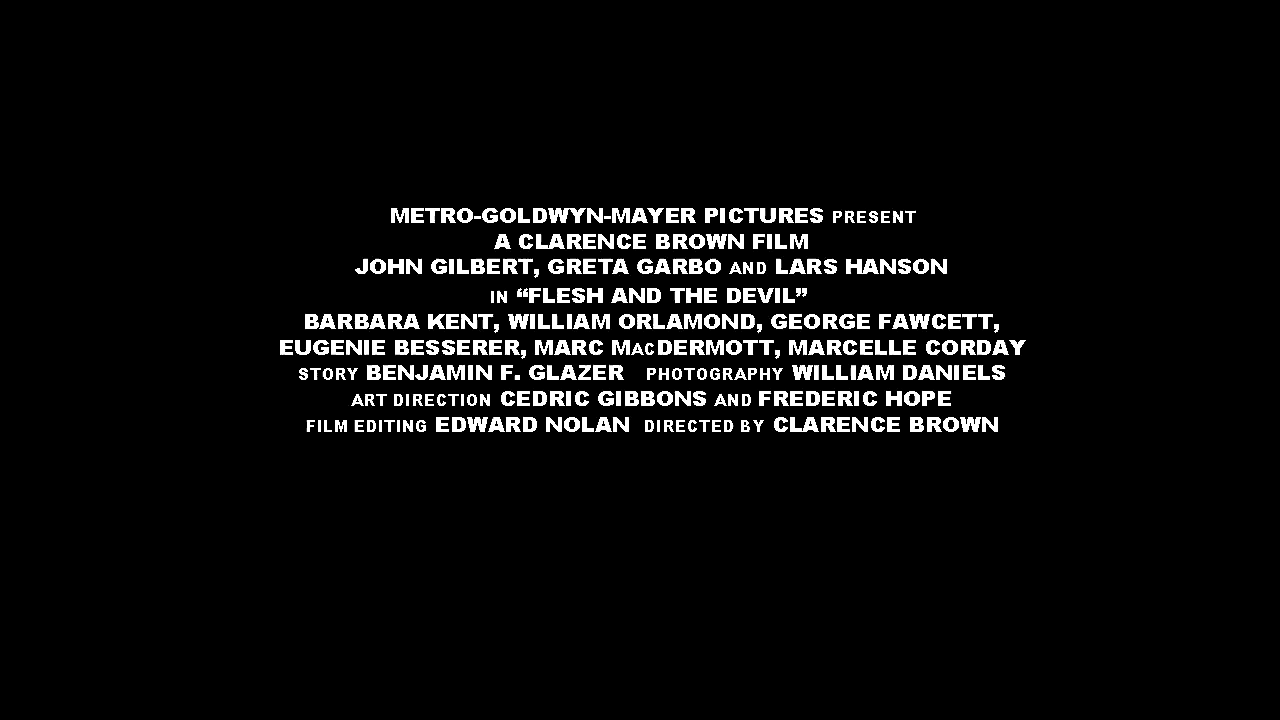 METRO-GOLDWYN-MAYER PICTURES PRESENT
A CLARENCE BROWN FILM
JOHN GILBERT, GRETA GARBO AND LARS HANSON
IN “FLESH AND THE DEVIL”
BARBARA KENT, WILLIAM ORLAMOND, GEORGE FAWCETT,
EUGENIE BESSERER, MARC MACDERMOTT, MARCELLE CORDAY
STORY BENJAMIN F. GLAZER PHOTOGRAPHY WILLIAM DANIELS
ART DIRECTION CEDRIC GIBBONS AND FREDERIC HOPE
FILM EDITING EDWARD NOLAN DIRECTED BY CLARENCE BROWN